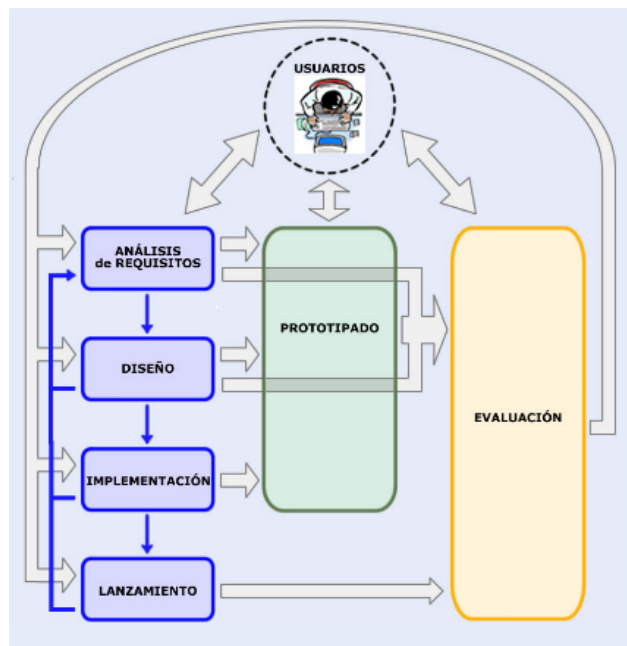 USUARIOS
ANÁLISIS
de REQUISITOS
PROTOTIPADO
DISEÑO
EVALUACIÓN
IMPLEMENTACIÓN
LANZAMIENTO